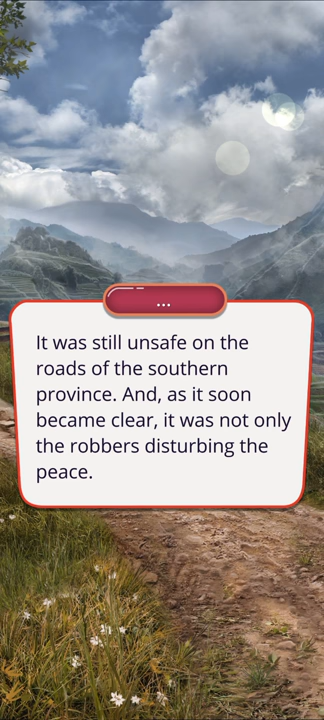 ...
It was still unsafe on the
roads of the southern
province. And, as it soon
became clear, it was not only
the robbers disturbing the
peace.